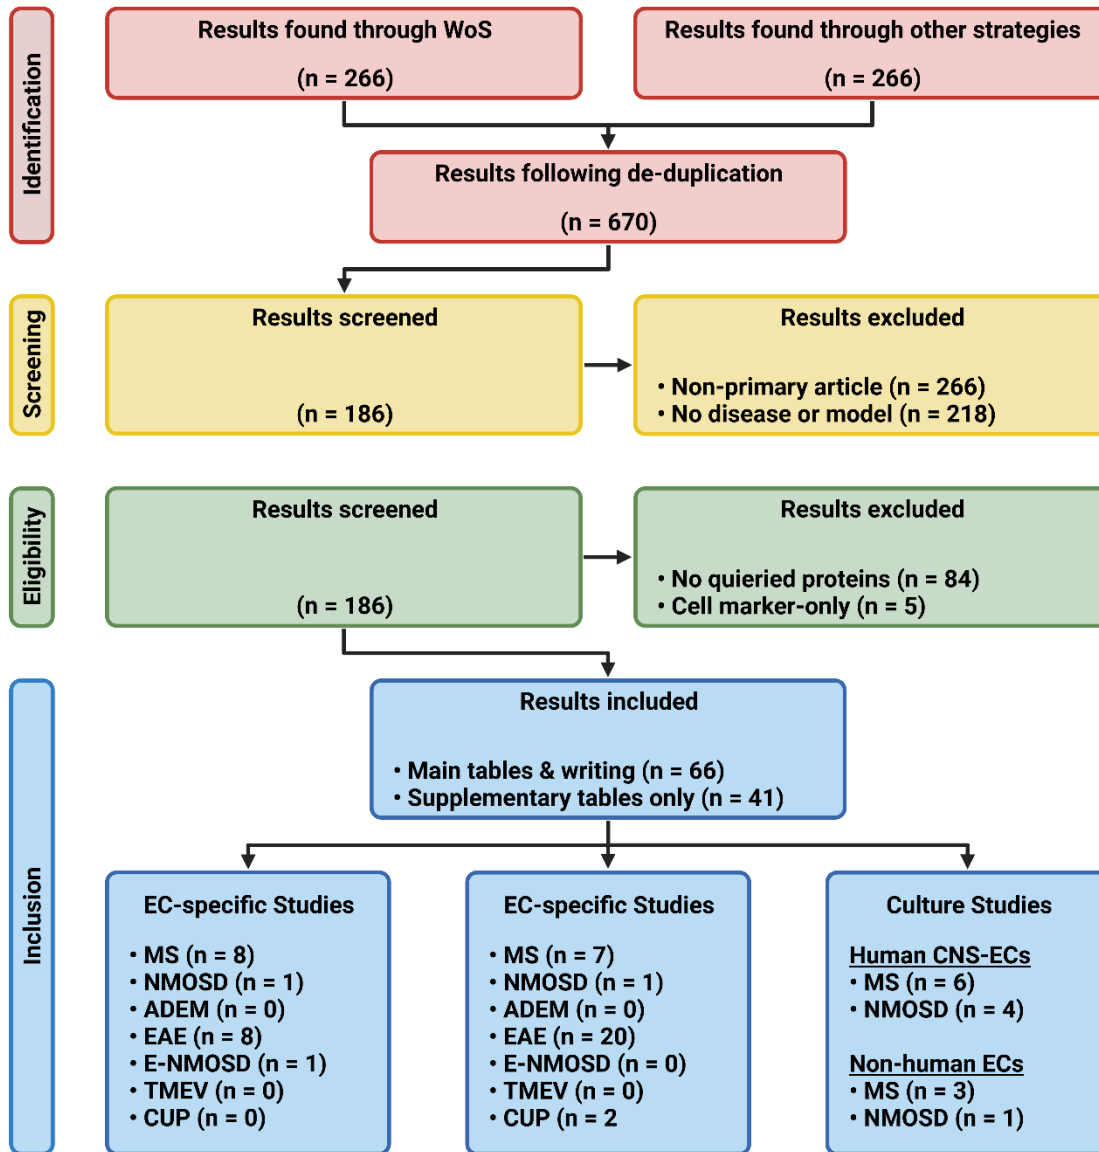 Identification
Results found through WoS
(n = 266)
Results found through other strategies
(n = 266)
Results following de-duplication
(n = 670)
Screening
Results screened
(n = 186)
Results excluded
• Non-primary article (n = 266)
• No disease or model (n = 218)
Eligibility
Results screened
(n = 186)
Results excluded
• No quieried proteins (n = 84)
• Cell marker-only (n = 5)
Inclusion
Results included
• Main tables & writing (n = 66)
• Supplementary tables only (n = 41)
EC-specific Studies
• MS (n = 8)
• NMOSD (n = 1)
• ADEM (n = 0)
• EAE (n = 8)
• E-NMOSD (n = 1)
• TMEV (n = 0)
• CUP (n = 0)
EC-specific Studies
• MS (n = 7)
• NMOSD (n = 1)
• ADEM (n = 0)
• EAE (n = 20)
• E-NMOSD (n = 0)
• TMEV (n = 0)
• CUP (n = 2
Culture Studies
Human CNS-ECs
• MS (n = 6)
• NMOSD (n = 4)
Non-human ECs
• MS (n = 3)
• NMOSD (n = 1)